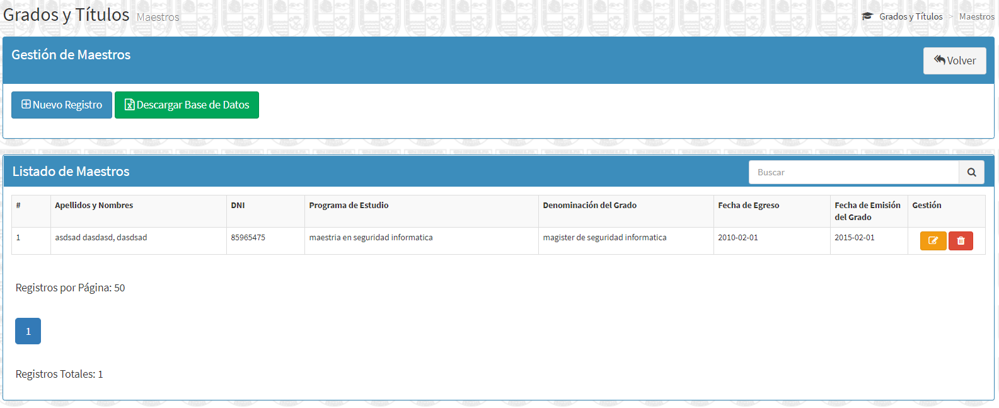 Grados y Títulos Maestros
Grados y Títulos > Maestros
Gestión de Maestros
Volver
Nuevo Registro Descargar Base de Datos
Listado de Maestros
Buscar
# Apellidos y Nombres DNI Programa de Estudio Denominación del Grado Fecha de Egreso Fecha de Emisión del Grado Gestión
1 asdsad dasdasd, dasdsad 85965475 maestria en seguridad informatica magister de seguridad informatica 2010-02-01 2015-02-01
Registros por Página: 50
1
Registros Totales: 1